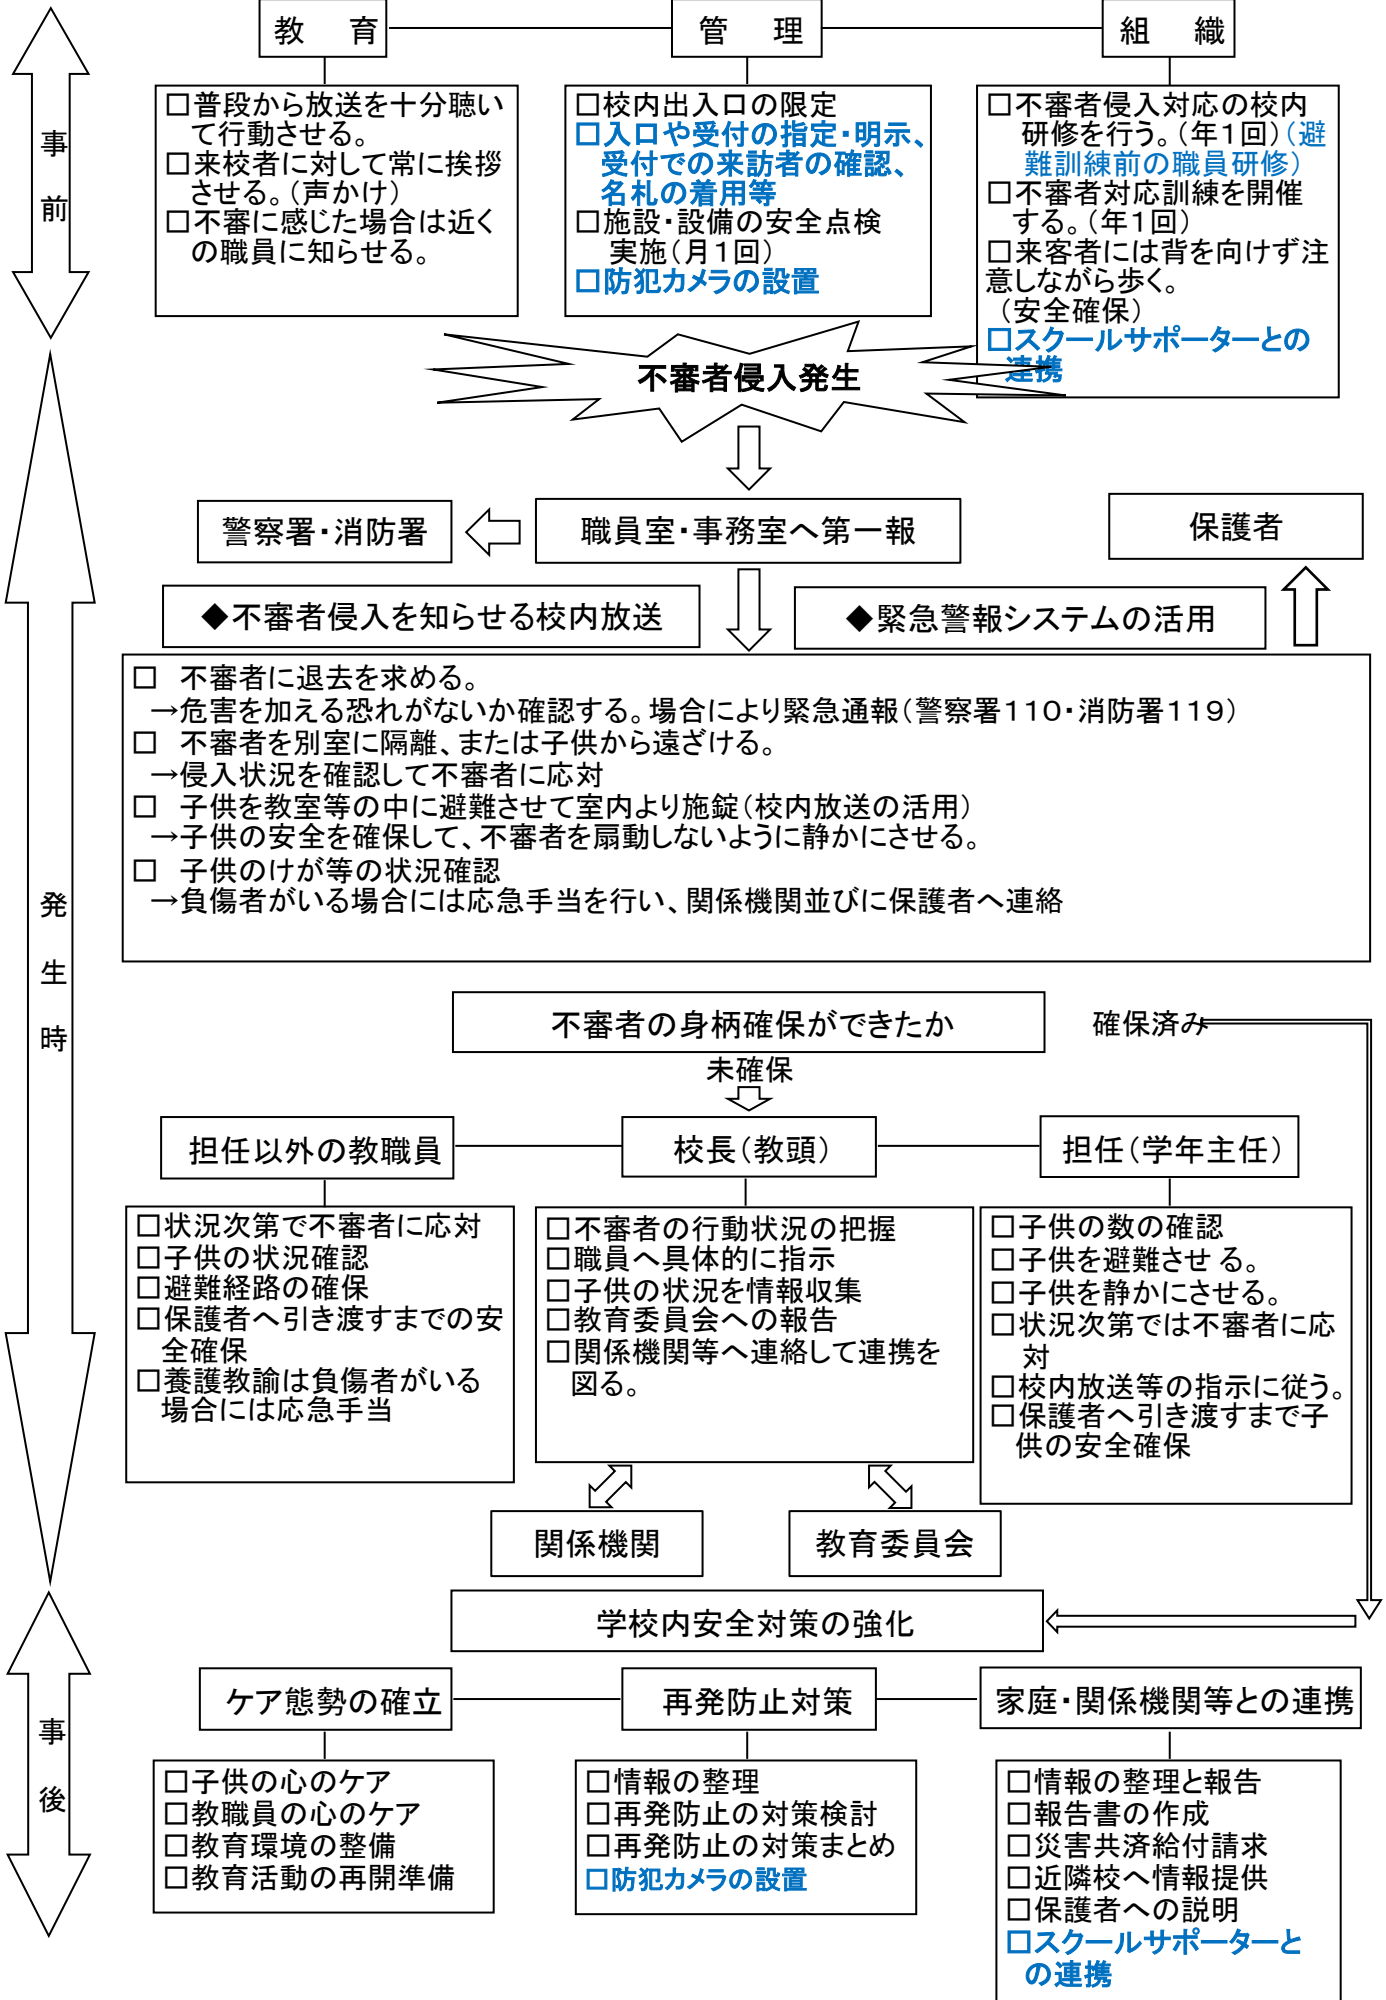 教　育
管　理
組　織
事
前
□普段から放送を十分聴い
て行動させる。
□来校者に対して常に挨拶
させる。（声かけ）
□不審に感じた場合は近く
の職員に知らせる。
□校内出入口の限定
□入口や受付の指定・明示、
受付での来訪者の確認、
名札の着用等
□施設・設備の安全点検
実施（月１回）
□防犯カメラの設置
□不審者侵入対応の校内
研修を行う。（年１回）（避
難訓練前の職員研修）
□不審者対応訓練を開催
する。（年１回）
□来客者には背を向けず注
意しながら歩く。
（安全確保）
□スクールサポーターとの
連携
不審者侵入発生
警察署・消防署
職員室・事務室へ第一報
保護者
◆不審者侵入を知らせる校内放送
◆緊急警報システムの活用
発
生
時
□　不審者に退去を求める。
→危害を加える恐れがないか確認する。場合により緊急通報（警察署１１０・消防署１１９）
□　不審者を別室に隔離、または子供から遠ざける。
→侵入状況を確認して不審者に応対
□　子供を教室等の中に避難させて室内より施錠（校内放送の活用）
→子供の安全を確保して、不審者を扇動しないように静かにさせる。
□　子供のけが等の状況確認
→負傷者がいる場合には応急手当を行い、関係機関並びに保護者へ連絡
不審者の身柄確保ができたか
確保済み
未確保
担任以外の教職員
校長（教頭）
担任（学年主任）
□状況次第で不審者に応対
□子供の状況確認
□避難経路の確保
□保護者へ引き渡すまでの安
全確保
□養護教諭は負傷者がいる
場合には応急手当
□不審者の行動状況の把握
□職員へ具体的に指示
□子供の状況を情報収集
□教育委員会への報告
□関係機関等へ連絡して連携を
図る。
□子供の数の確認
□子供を避難させ る。
□子供を静かにさせる。
□状況次第では不審者に応
対
□校内放送等の指示に従う。
□保護者へ引き渡すまで子
供の安全確保
関係機関
教育委員会
学校内安全対策の強化
事
後
ケア態勢の確立
再発防止対策
家庭・関係機関等との連携
□子供の心のケア
□教職員の心のケア
□教育環境の整備
□教育活動の再開準備
□情報の整理
□再発防止の対策検討
□再発防止の対策まとめ
□防犯カメラの設置
□情報の整理と報告
□報告書の作成
□災害共済給付請求
□近隣校へ情報提供
□保護者への説明
□スクールサポーターと
の連携